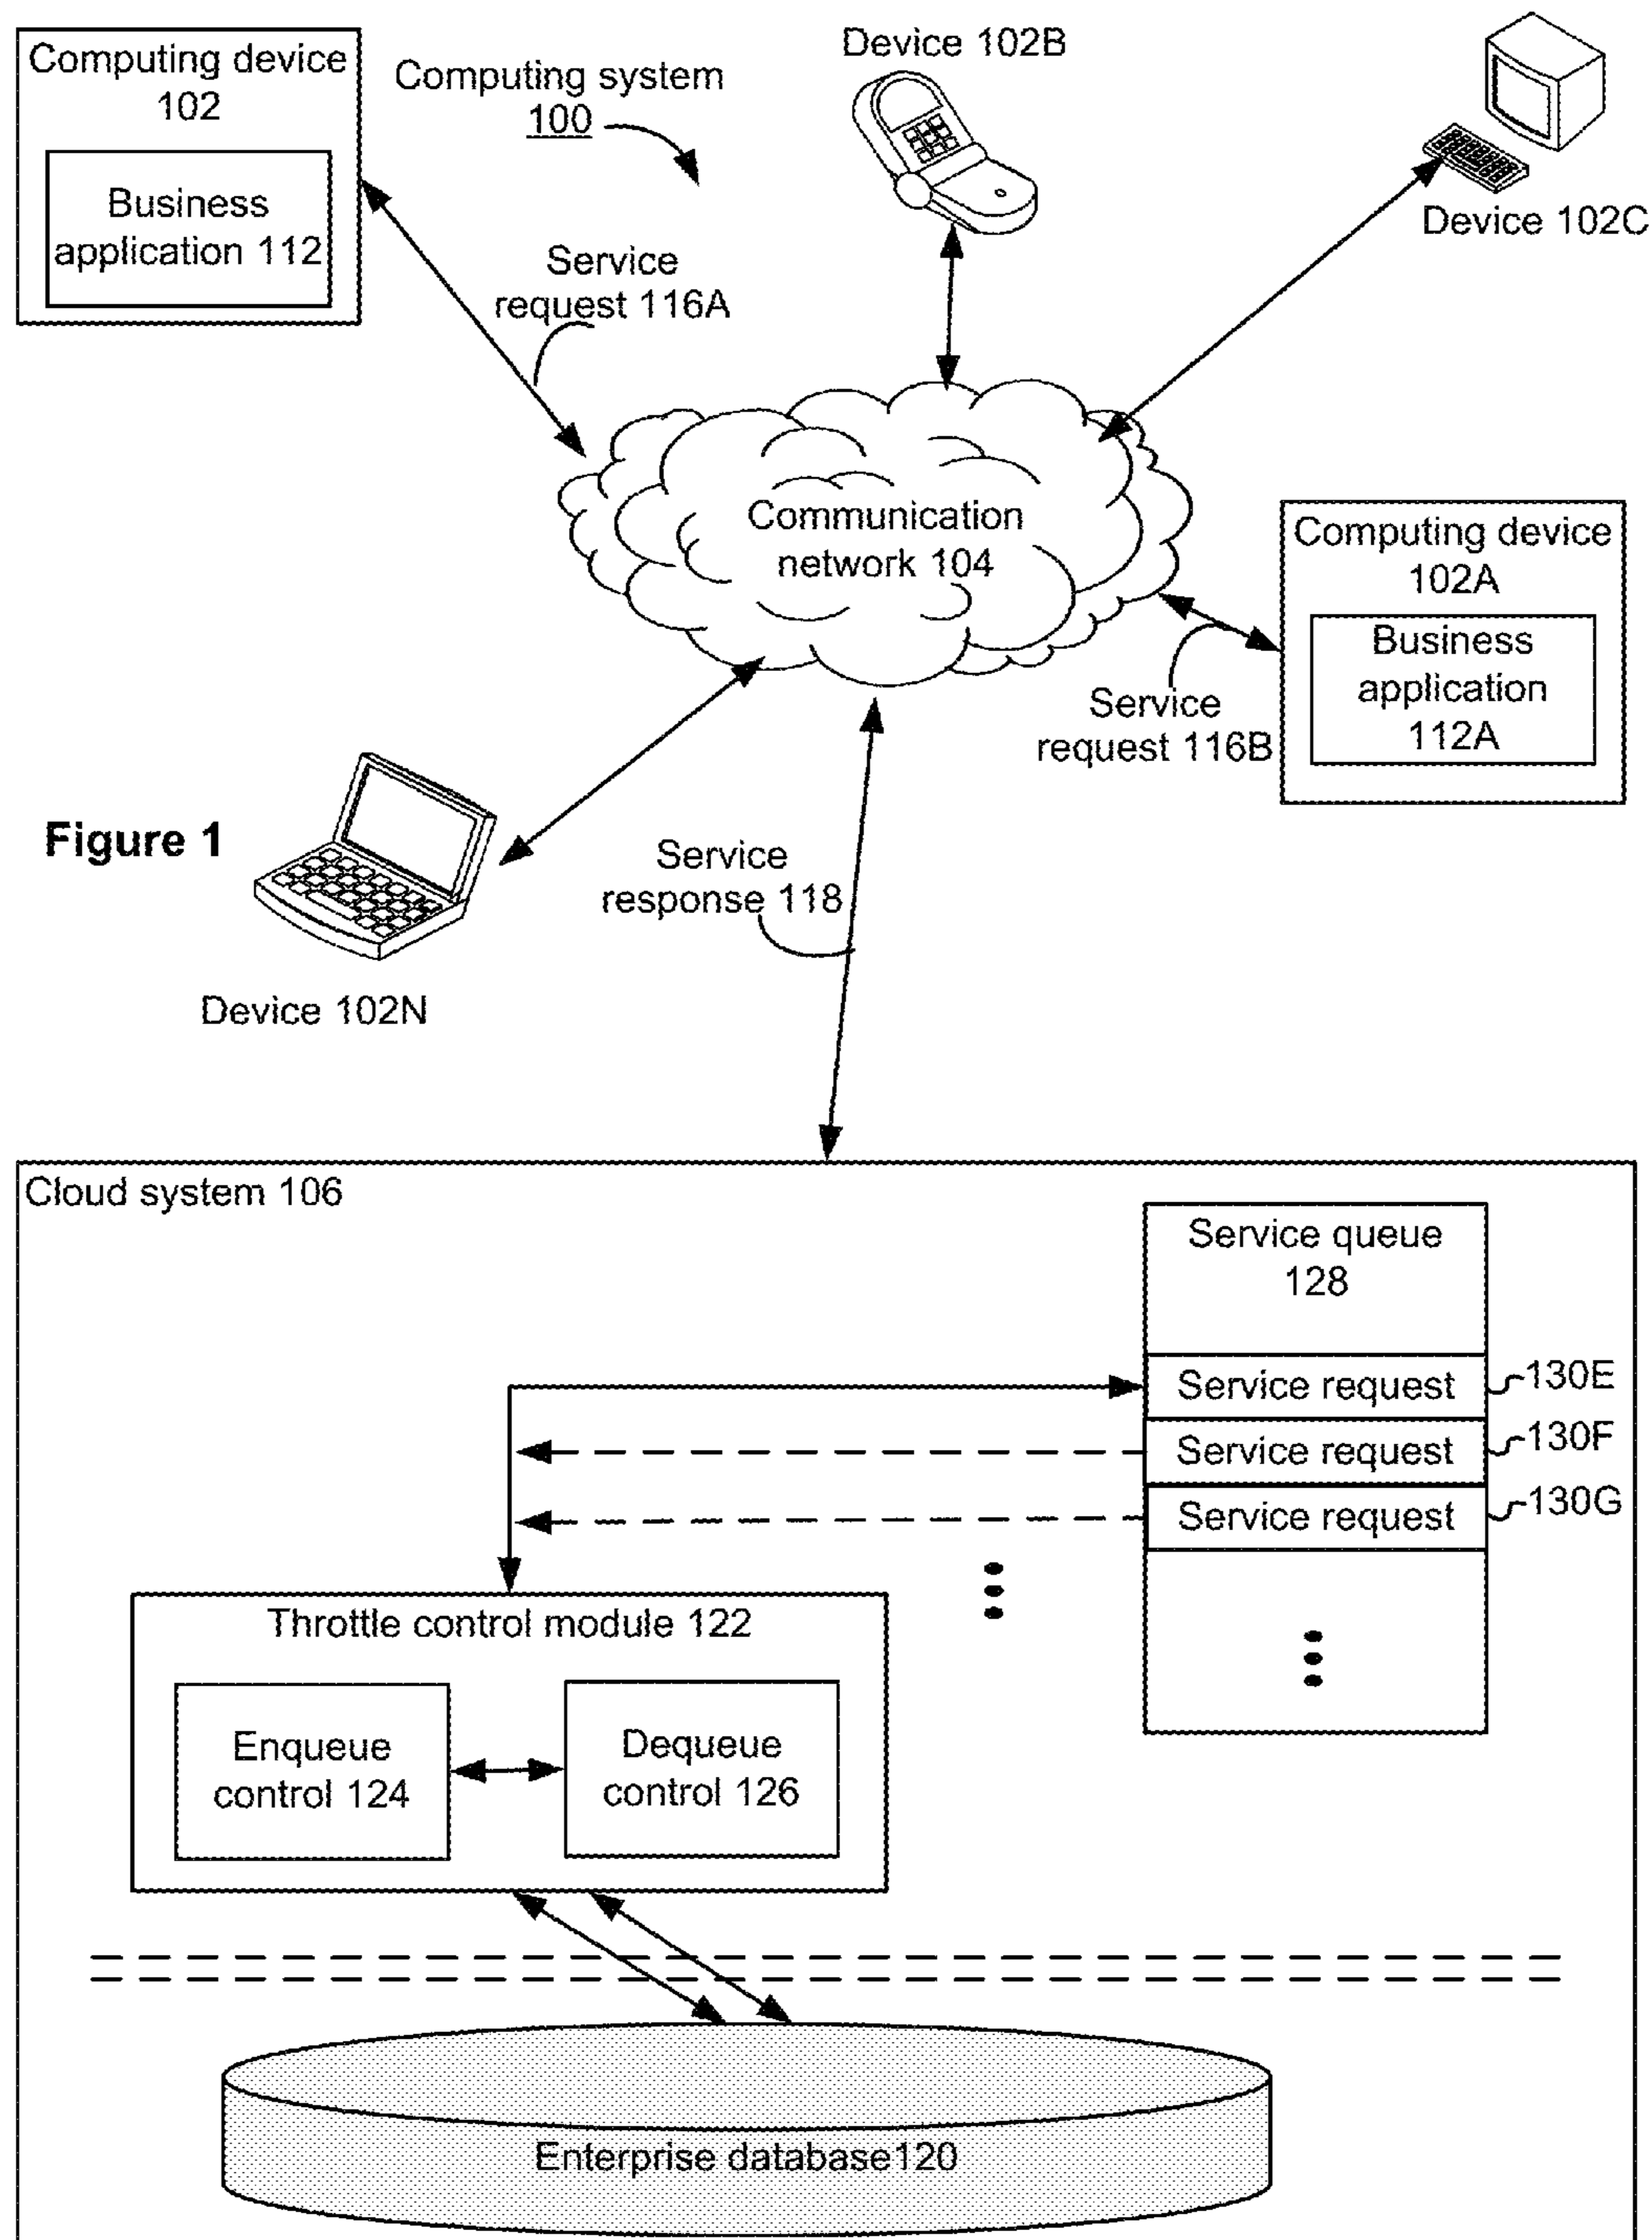 Computing device
102
Business
application 112
Computing system
100
Device 102B
Device 102C
Service
request 116A
Communication
network 104
Computing device
102A
Business
application
112A
Service
request 116B
Figure 1
Service
response 118
Device 102N
Cloud system 106
Service queue
128
Service request
130E
Service request
130F
Service request
130G
Throttle control module 122
Enqueue
control 124
Dequeue
control 126
Enterprise database120